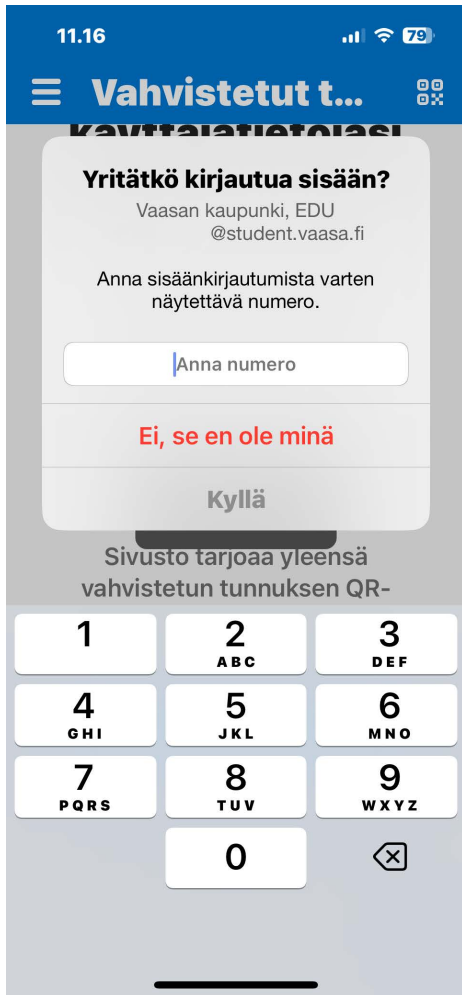 11.16
79
Vahvistetut t...
käyttäjätietojasi
Yritätkö kirjautua sisään?
Vaasan kaupunki, EDU
@student.vaasa.fi
Anna sisäänkirjautumista varten
näytettävä numero.
Anna numero
Ei, se en ole minä
Kyllä
Sivusto tarjoaa yleensä
vahvistetun tunnuksen QR-
1
2
ABC
3
DEF
4
GHI
5
JKL
6
MNO
7
PQRS
8
TUV
9
WXYZ
0